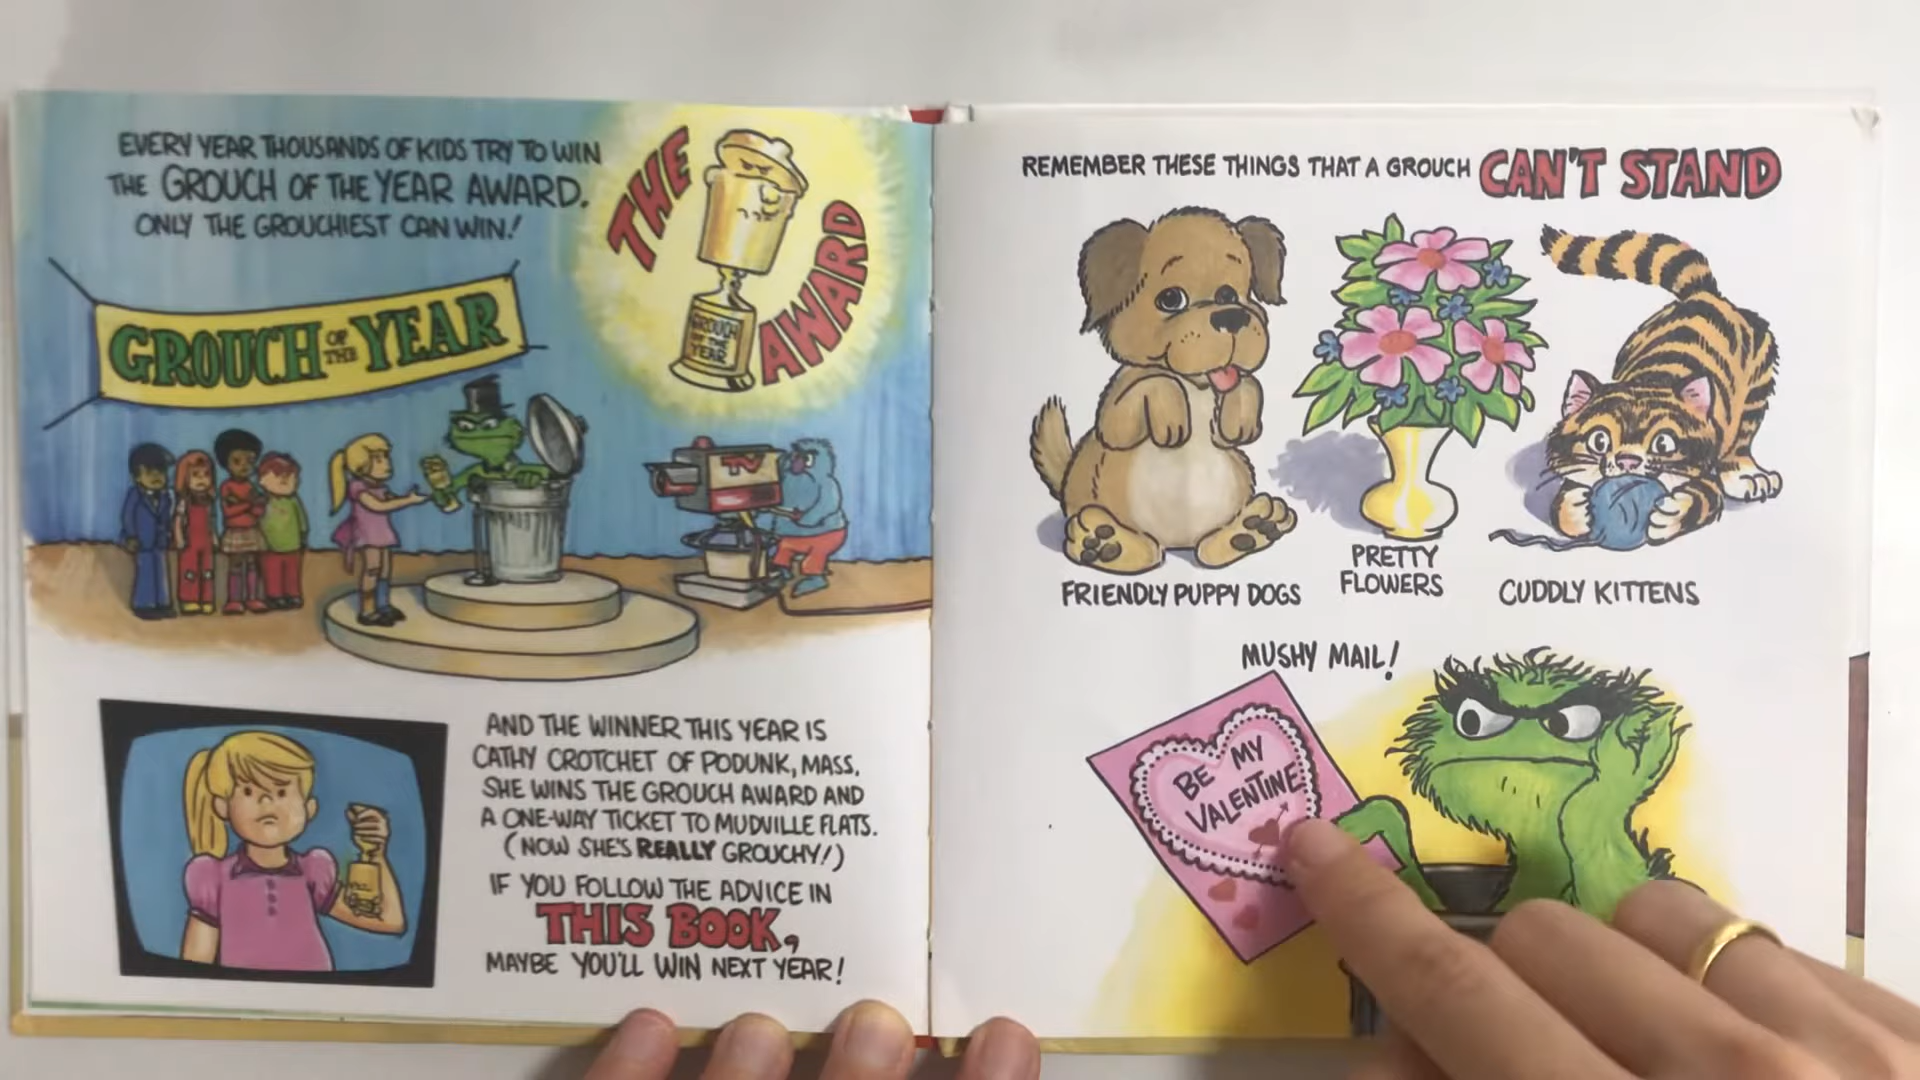 EVERY YEAR THOUSANDS OF KIDS TRY TO WIN
THE GROUCH OF THE YEAR AWARD.
ONLY THE GROUCHIEST CAN WIN!
THE
AWARD
GROUCH
OF THE
YEAR
GROUCH OF THE YEAR
TV
AND THE WINNER THIS YEAR IS
CATHY CROTCHET OF PODUNK, MASS.
SHE WINS THE GROUCH AWARD AND
A ONE-WAY TICKET TO MUDVILLE FLATS.
(NOW SHE'S REALLY GROUCHY!)
IF YOU FOLLOW THE ADVICE IN
THIS BOOK,
MAYBE YOU'LL WIN NEXT YEAR!
REMEMBER THESE THINGS THAT A GROUCH CAN'T STAND
FRIENDLY PUPPY DOGS
PRETTY
FLOWERS
CUDDLY KITTENS
MUSHY MAIL!
BE MY
VALENTINE